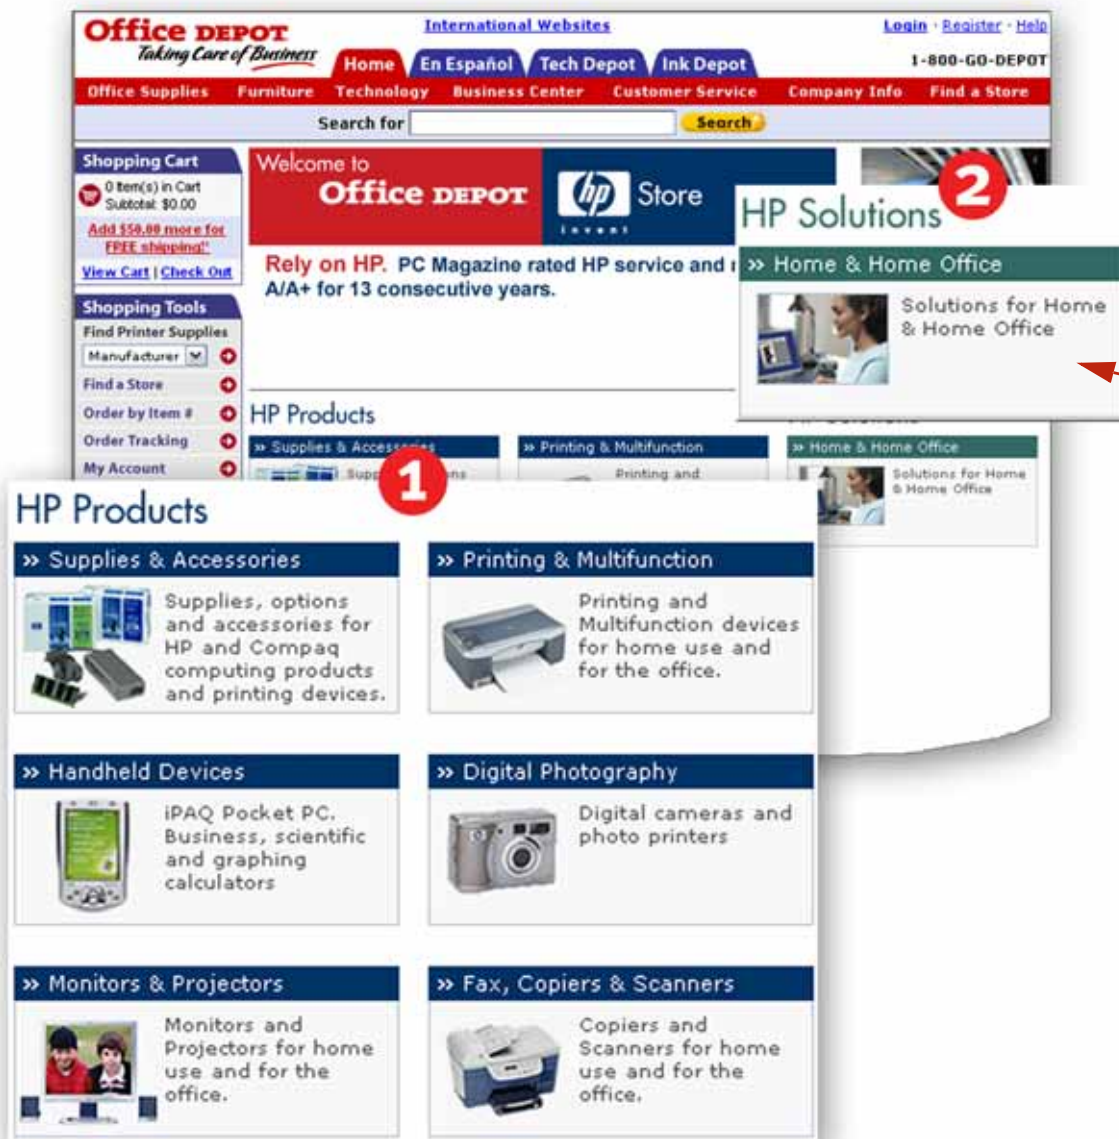 Office DEPOT
Taking Care of Business
International Websites
Login · Register · Help
1-800-GO-DEPOT
Home
En Español
Tech Depot
Ink Depot
Office Supplies Furniture Technology Business Center Customer Service Company Info Find a Store
Search for
Search
Shopping Cart
0 Item(s) in Cart
Subtotal: $0.00
Add $50.00 more for
FREE shipping!*
View Cart | Check Out
Shopping Tools
Find Printer Supplies
Manufacturer
Find a Store
Order by Item #
Order Tracking
My Account
Welcome to
Office DEPOT
hp
invent
Store
Rely on HP. PC Magazine rated HP service and
A/A+ for 13 consecutive years.
HP Products
» Supplies & Accessories
» Printing & Multifunction
Printing and
» Home & Home Office
Solutions for Home
& Home Office
2
HP Solutions
» Home & Home Office
Solutions for Home
& Home Office
1
HP Products
» Supplies & Accessories
Supplies, options
and accessories for
HP and Compaq
computing products
and printing devices.
» Printing & Multifunction
Printing and
Multifunction devices
for home use and
for the office.
» Handheld Devices
iPAQ Pocket PC.
Business, scientific
and graphing
calculators
» Digital Photography
Digital cameras and
photo printers
» Monitors & Projectors
Monitors and
Projectors for home
use and for the
office.
» Fax, Copiers & Scanners
Copiers and
Scanners for home
use and for the
office.